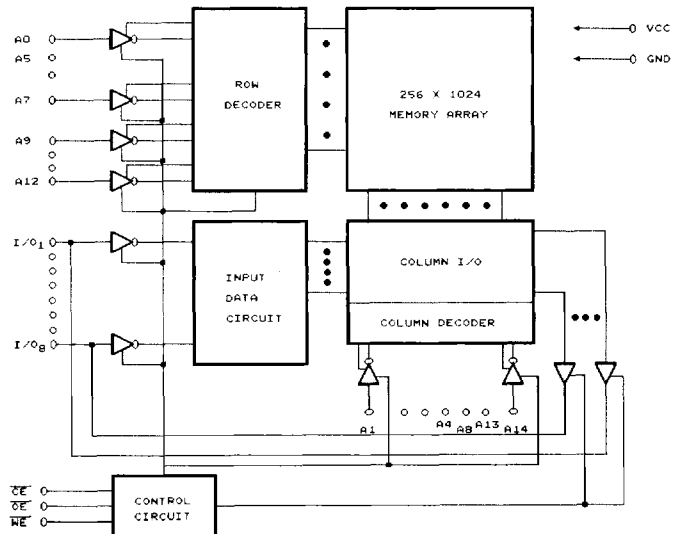 A0
A5
A7
A9
A12
ROW
DECODER
256 X 1024
MEMORY ARRAY
VCC
GND
I/O1
I/O8
INPUT
DATA
CIRCUIT
COLUMN I/O
COLUMN DECODER
A1
A4
A8
A13
A14
CE
OE
WE
CONTROL
CIRCUIT